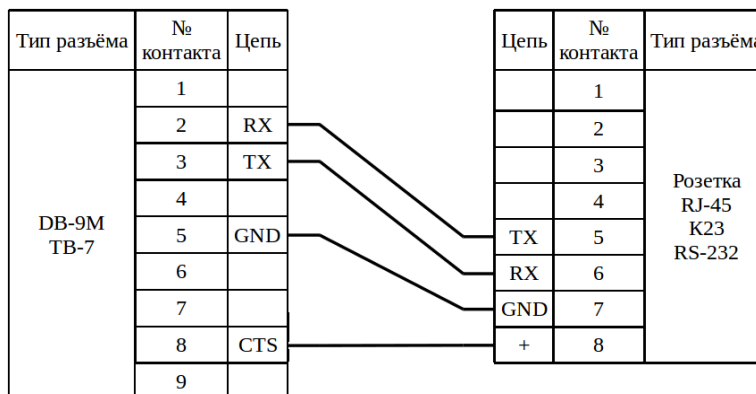 Тип разъёма № контакта Цепь
DB-9M
ТВ-7
1
2 RX
3 TX
4
5 GND
6
7
8 CTS
9
Цепь № контакта Тип разъёма
1
2
3
4
TX 5
RX 6
GND 7
+ 8
Розетка
RJ-45
К23
RS-232